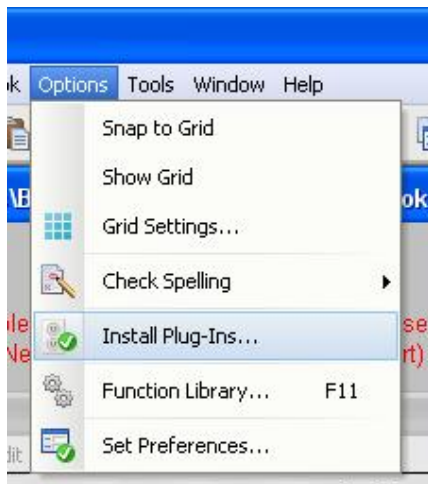 Options Tools Window Help
Snap to Grid
Show Grid
Grid Settings...
Check Spelling
Install Plug-Ins...
Function Library... F11
Set Preferences...